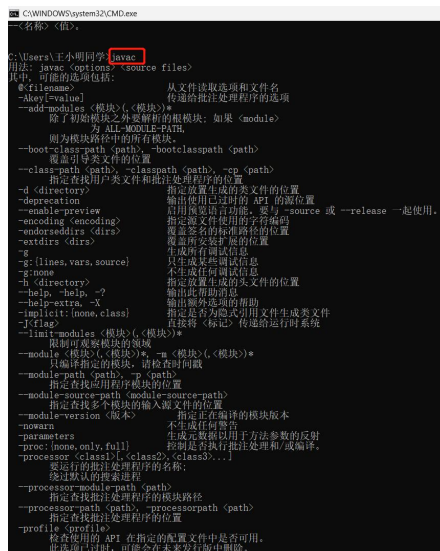 C:\WINDOWS\system32\CMD.exe
--<名称> <值>。
C:\Users\王小明同学>javac
用法: javac <options> <source files>
其中, 可能的选项包括:
@<filename> 从文件读取选项和文件名
-Akey[=value] 传递给批注处理程序的选项
--add-modules <模块>(,<模块>)*
除了初始模块之外要解析的根模块; 如果 <module>
为 ALL-MODULE-PATH,
则为模块路径中的所有模块。
--boot-class-path <path>, -bootclasspath <path>
覆盖引导类文件的位置
--class-path <path>, -classpath <path>, -cp <path>
指定查找用户类文件和批注处理程序的位置
-d <directory> 指定放置生成的类文件的位置
-deprecation 输出使用已过时的 API 的源位置
--enable-preview 启用预览语言功能。要与 -source 或 --release 一起使用。
-encoding <encoding> 指定源文件使用的字符编码
-endorseddirs <dirs> 覆盖签名的标准路径的位置
-extdirs <dirs> 覆盖所安装扩展的位置
-g 生成所有调试信息
-g:{lines,vars,source} 只生成某些调试信息
-g:none 不生成任何调试信息
-h <directory> 指定放置生成的头文件的位置
--help, -help, -? 输出此帮助消息
--help-extra, -X 输出额外选项的帮助
-implicit:{none,class} 指定是否为隐式引用文件生成类文件
-J<flag> 直接将 <标记> 传递给运行时系统
--limit-modules <模块>(,<模块>)*
限制可观察模块的领域
--module <模块>(,<模块>)*, -m <模块>(,<模块>)*
只编译指定的模块，请检查时间戳
--module-path <path>, -p <path>
指定查找应用程序模块的位置
--module-source-path <module-source-path>
指定查找多个模块的输入源文件的位置
--module-version <版本> 指定正在编译的模块版本
-nowarn 不生成任何警告
-parameters 生成元数据以用于方法参数的反射
-proc:{none,only,full} 控制是否执行批注处理和/或编译。
-processor <class1>[,<class2>,<class3>...]
要运行的批注处理程序的名称;
绕过默认的搜索进程
--processor-module-path <path>
指定查找批注处理程序的模块路径
--processor-path <path>, -processorpath <path>
指定查找批注处理程序的位置
-profile <profile>
检查使用的 API 在指定的配置文件中是否可用。
此选项已过时，可能会在未来发行版中删除。